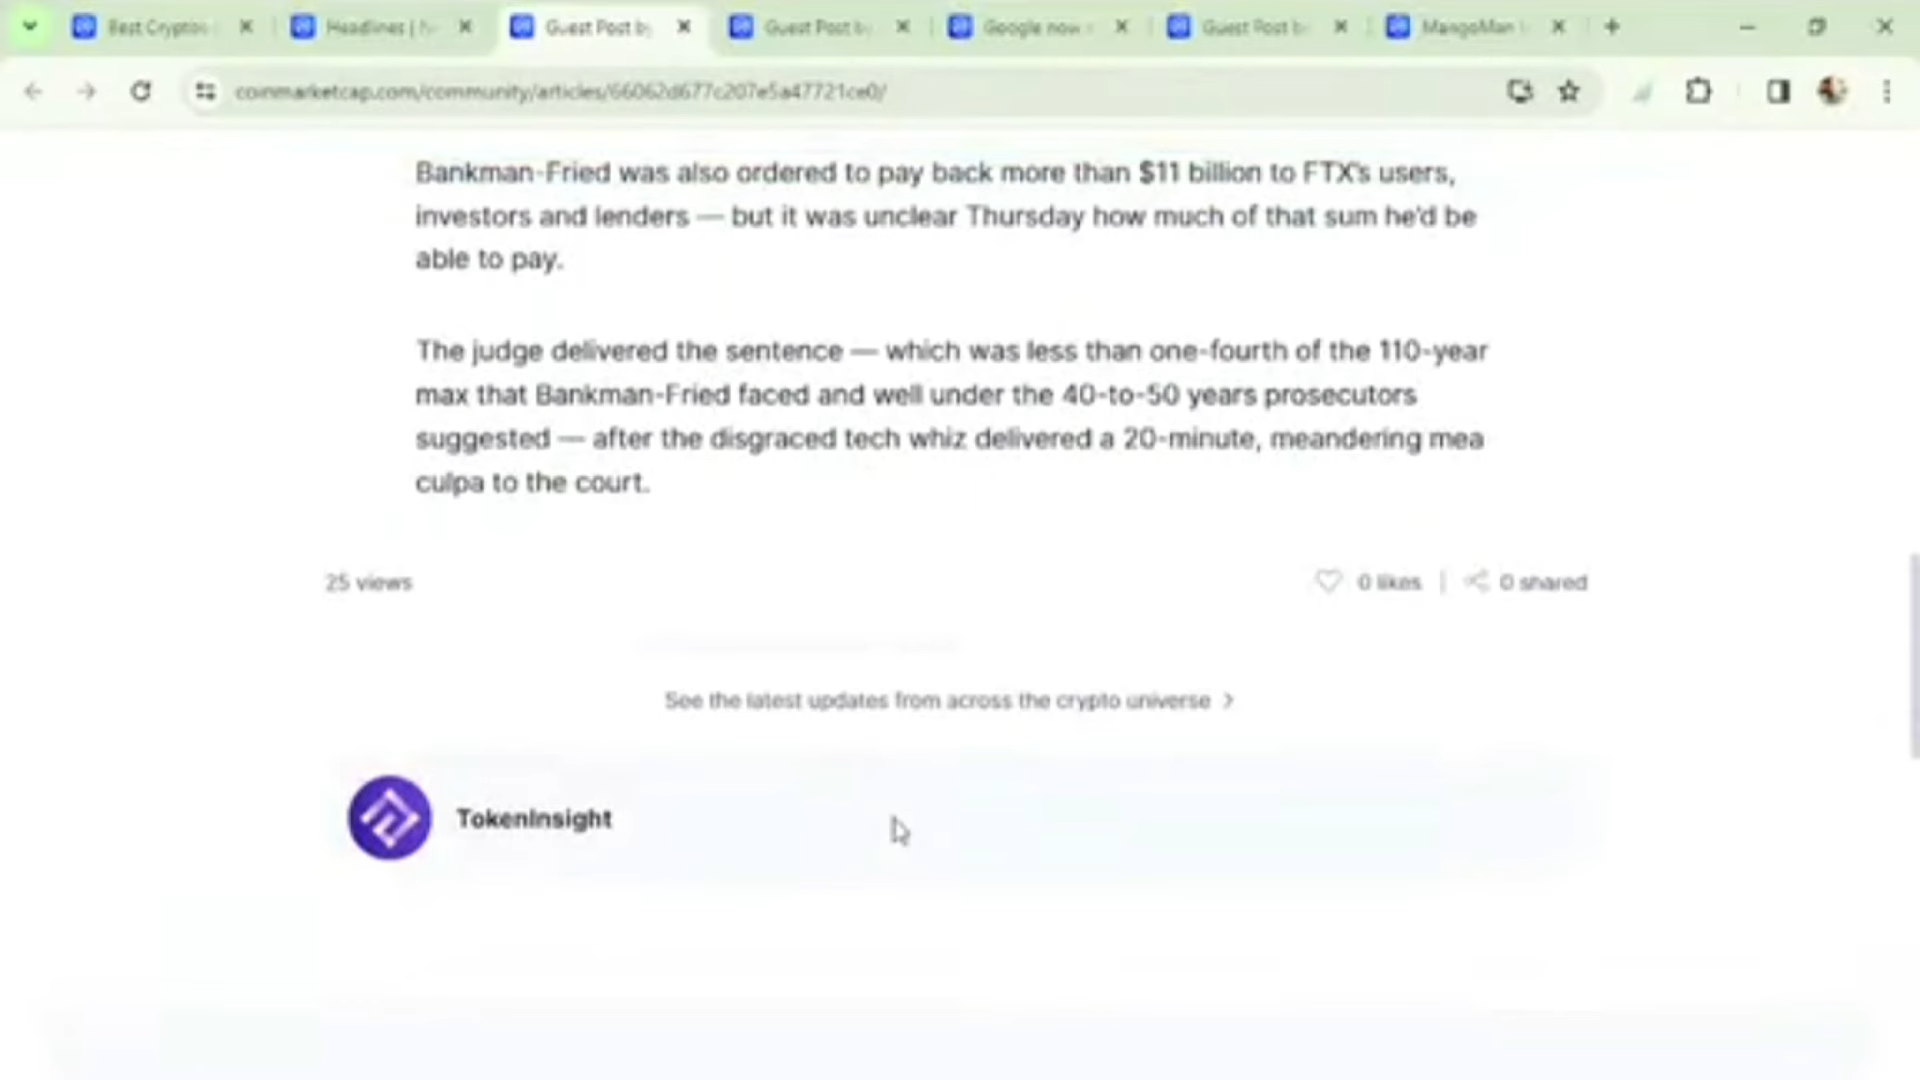 Best Cryptos
Headlines |
Guest Post by
Guest Post b
Google now
Guest Post b
MangoMan
coinmarketcap.com/community/articles/66062d677c207e5a47721ce0/
Bankman-Fried was also ordered to pay back more than $11 billion to FTX's users,
investors and lenders — but it was unclear Thursday how much of that sum he'd be
able to pay.
The judge delivered the sentence — which was less than one-fourth of the 110-year
max that Bankman-Fried faced and well under the 40-to-50 years prosecutors
suggested — after the disgraced tech whiz delivered a 20-minute, meandering mea
culpa to the court.
25 views
0 likes | 0 shared
See the latest updates from across the crypto universe >
TokenInsight